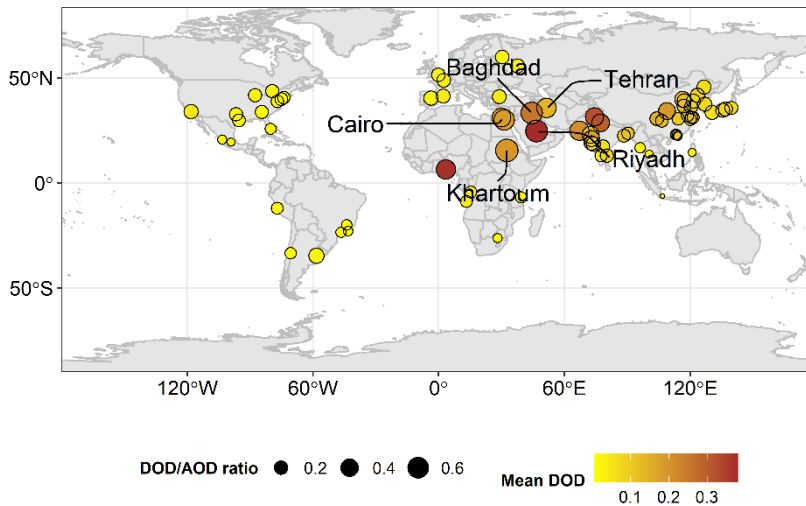 50°N
0°
50°S
Baghdad
Tehran
Cairo
Riyadh
Khartoum
120°W 60°W 0° 60°E 120°E
DOD/AOD ratio 0.2 0.4 0.6
Mean DOD
0.1 0.2 0.3